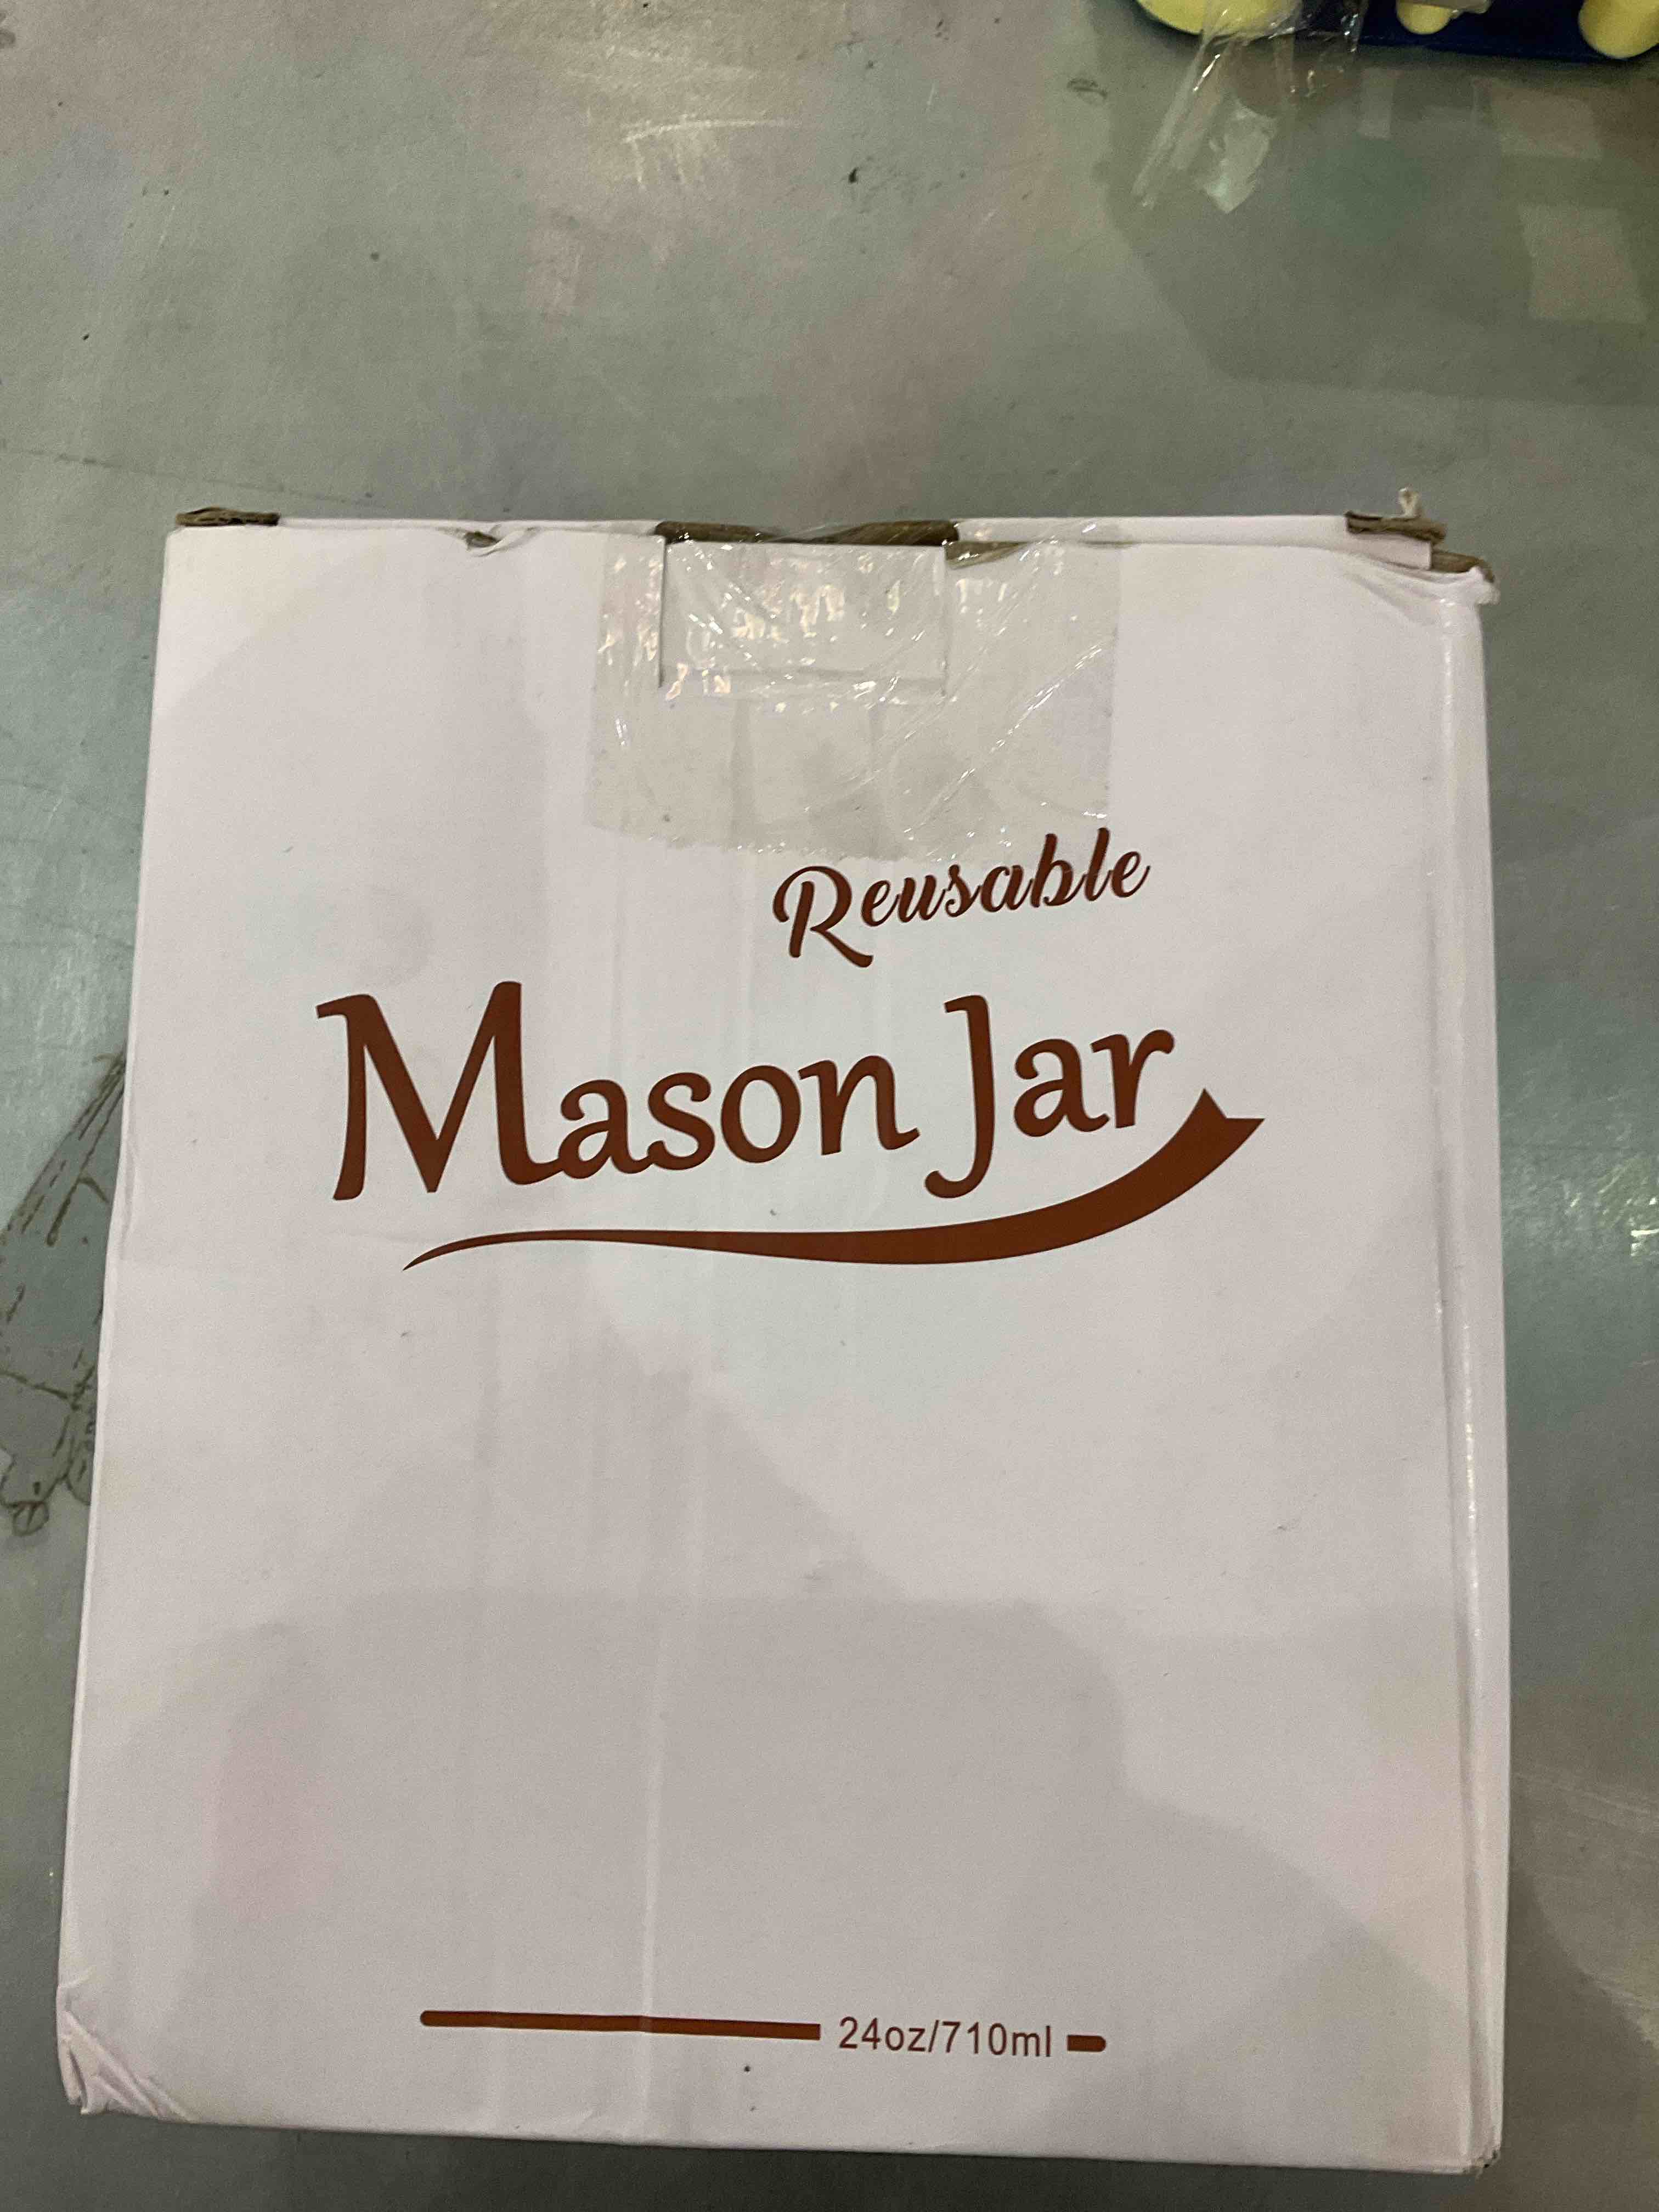 Reusable
Mason Jar
24oz/710ml